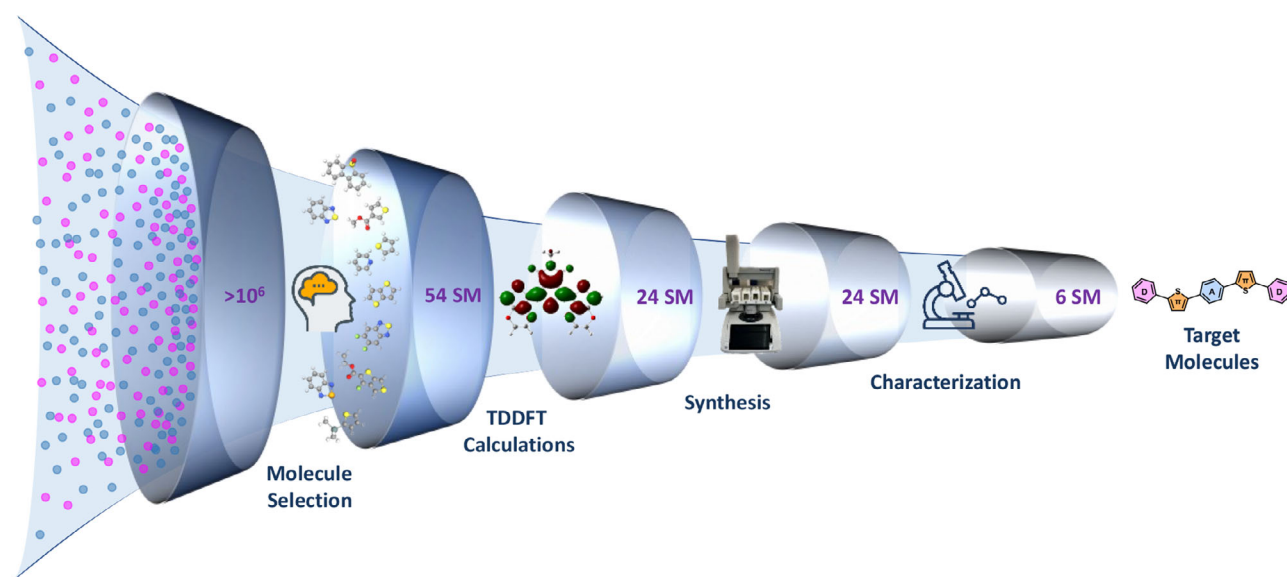 >10⁶
Molecule
Selection
54 SM
TDDFT
Calculations
24 SM
Synthesis
24 SM
Characterization
6 SM
D
S
π
A
π
S
D
Target
Molecules